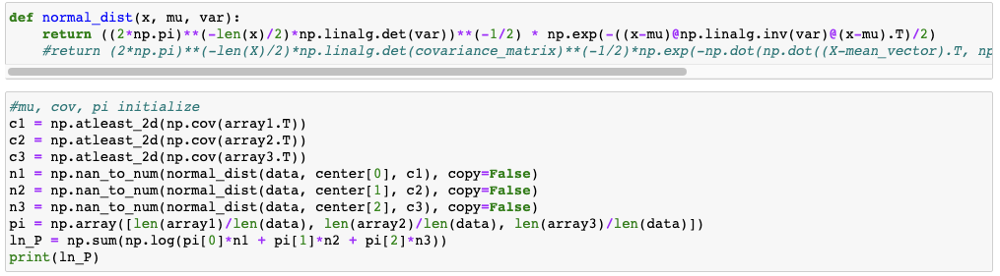 def normal_dist(x, mu, var):
    return ((2*np.pi)**(-len(x)/2)*np.linalg.det(var))**(-1/2) * np.exp(-((x-mu)@np.linalg.inv(var)@(x-mu).T)/2)
    #return (2*np.pi)**(-len(X)/2)*np.linalg.det(covariance_matrix)**(-1/2)*np.exp(-np.dot(np.dot((X-mean_vector).T, np
#mu, cov, pi initialize
c1 = np.atleast_2d(np.cov(array1.T))
c2 = np.atleast_2d(np.cov(array2.T))
c3 = np.atleast_2d(np.cov(array3.T))
n1 = np.nan_to_num(normal_dist(data, center[0], c1), copy=False)
n2 = np.nan_to_num(normal_dist(data, center[1], c2), copy=False)
n3 = np.nan_to_num(normal_dist(data, center[2], c3), copy=False)
pi = np.array([len(array1)/len(data), len(array2)/len(data), len(array3)/len(data)])
ln_P = np.sum(np.log(pi[0]*n1 + pi[1]*n2 + pi[2]*n3))
print(ln_P)